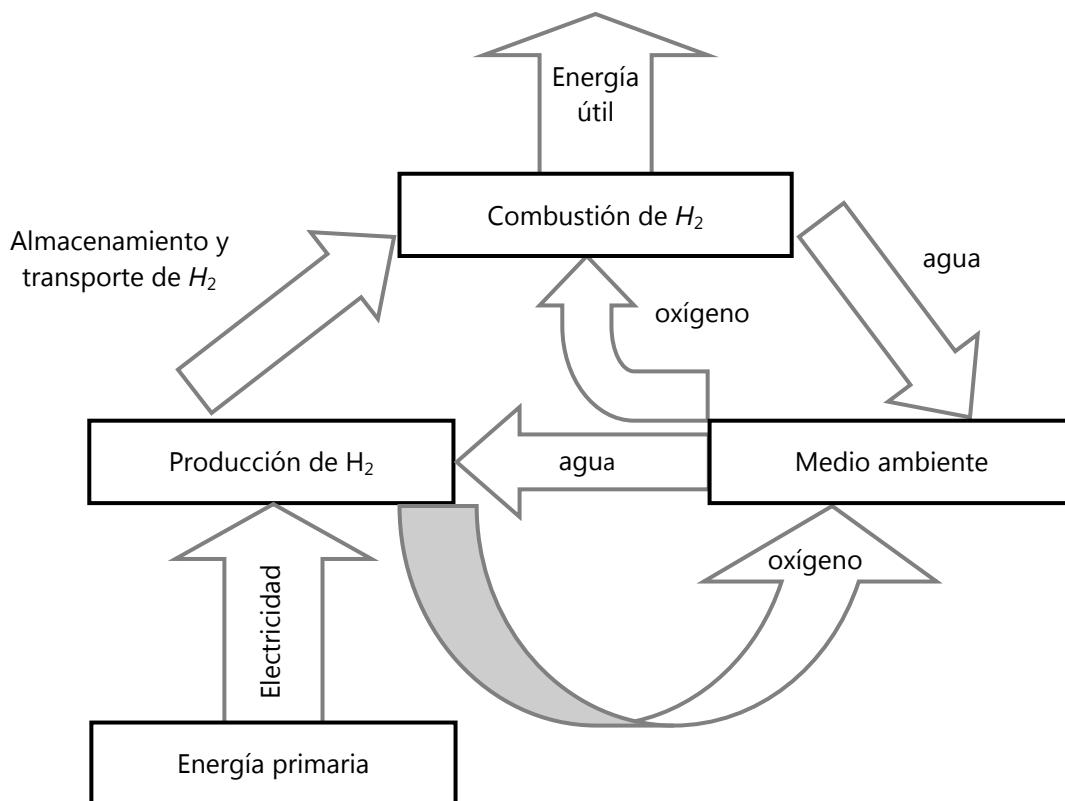 Energía
útil
Combustión de H₂
Almacenamiento y
transporte de H₂
agua
oxígeno
Producción de H₂
agua
Medio ambiente
Electricidad
oxígeno
Energía primaria